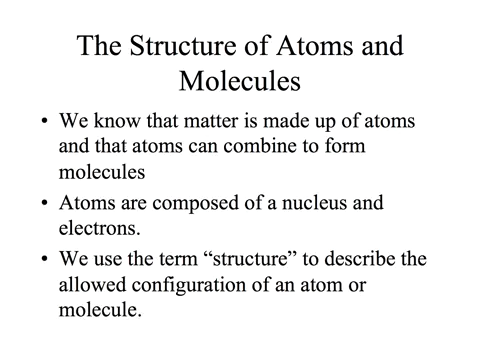 The Structure of Atoms and
Molecules
• We know that matter is made up of atoms
and that atoms can combine to form
molecules
• Atoms are composed of a nucleus and
electrons.
• We use the term “structure” to describe the
allowed configuration of an atom or
molecule.